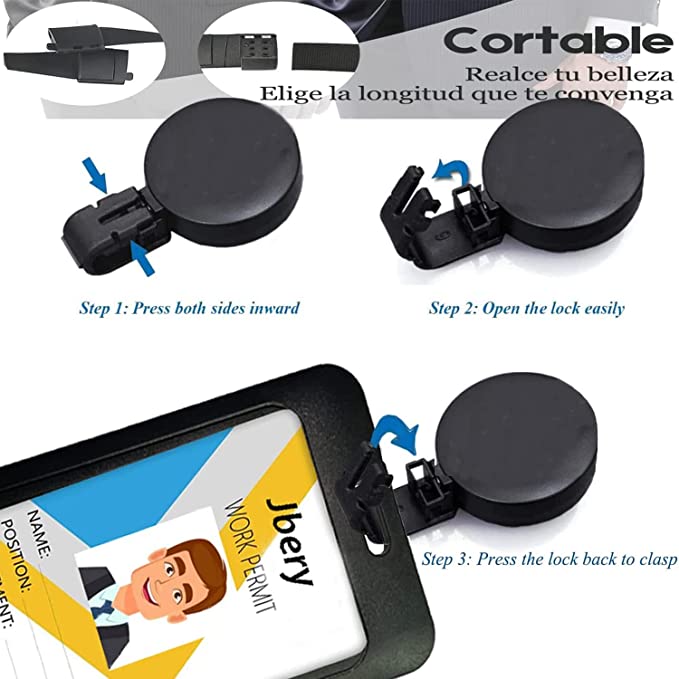 Cortable
Realce tu belleza
Elige la longitud que te convenga
Step 1: Press both sides inward
Step 2: Open the lock easily
Step 3: Press the lock back to clasp
Jbery
WORK PERMIT
NAME:
POSITION: